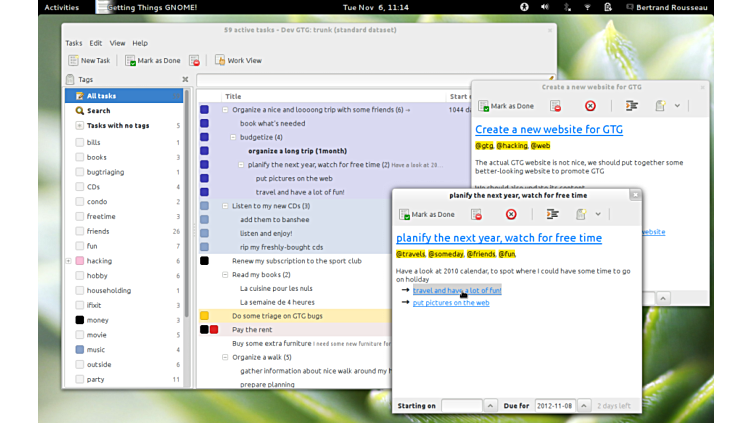 Activities Getting Things GNOME! Tue Nov 6, 11:14 Bertrand Rousseau
59 active tasks - Dev GTG: trunk (standard dataset)
Tasks Edit View Help
New Task Mark as Done Work View
Tags
Title Start
All tasks
Search
Tasks with no tags 5
bills 1
books 3
bugtriaging 1
CDs 4
condo 2
freetime 3
friends 26
fun 7
hacking 6
hobby 6
householding 1
ifixit 1
money 3
movie 5
music 4
outside 6
party 11
Organize a nice and loooong trip with some friends (6) 1044
book what's needed
budgetize (4)
organize a long trip (1month)
planify the next year, watch for free time (2) Have a look at 20...
put pictures on the web
travel and have a lot of fun!
Listen to my new CDs (3)
add them to banshee
listen and enjoy!
rip my freshly-bought cds
Renew my subscription to the sport club
Read my books (2)
La cuisine pour les nuls
La semaine de 4 heures
Do some triage on GTG bugs
Pay the rent
Buy some extra furniture I need some new furniture for
Organize a walk (5)
gather information about nice walk around my
prepare planning
Create a new website for GTG
Mark as Done
Create a new website for GTG
@gtg, @hacking, @web
The actual GTG website is not nice, we should put together some
better-looking website to promote GTG
We should also update its content
website
planify the next year, watch for free time
Mark as Done
planify the next year, watch for free time
@travels, @someday, @friends, @fun,
Have a look at 2010 calendar, to spot where I could have some time to go
on holiday
→ travel and have a lot of fun!
→ put pictures on the web
Starting on Due for 2012-11-08 2 days left